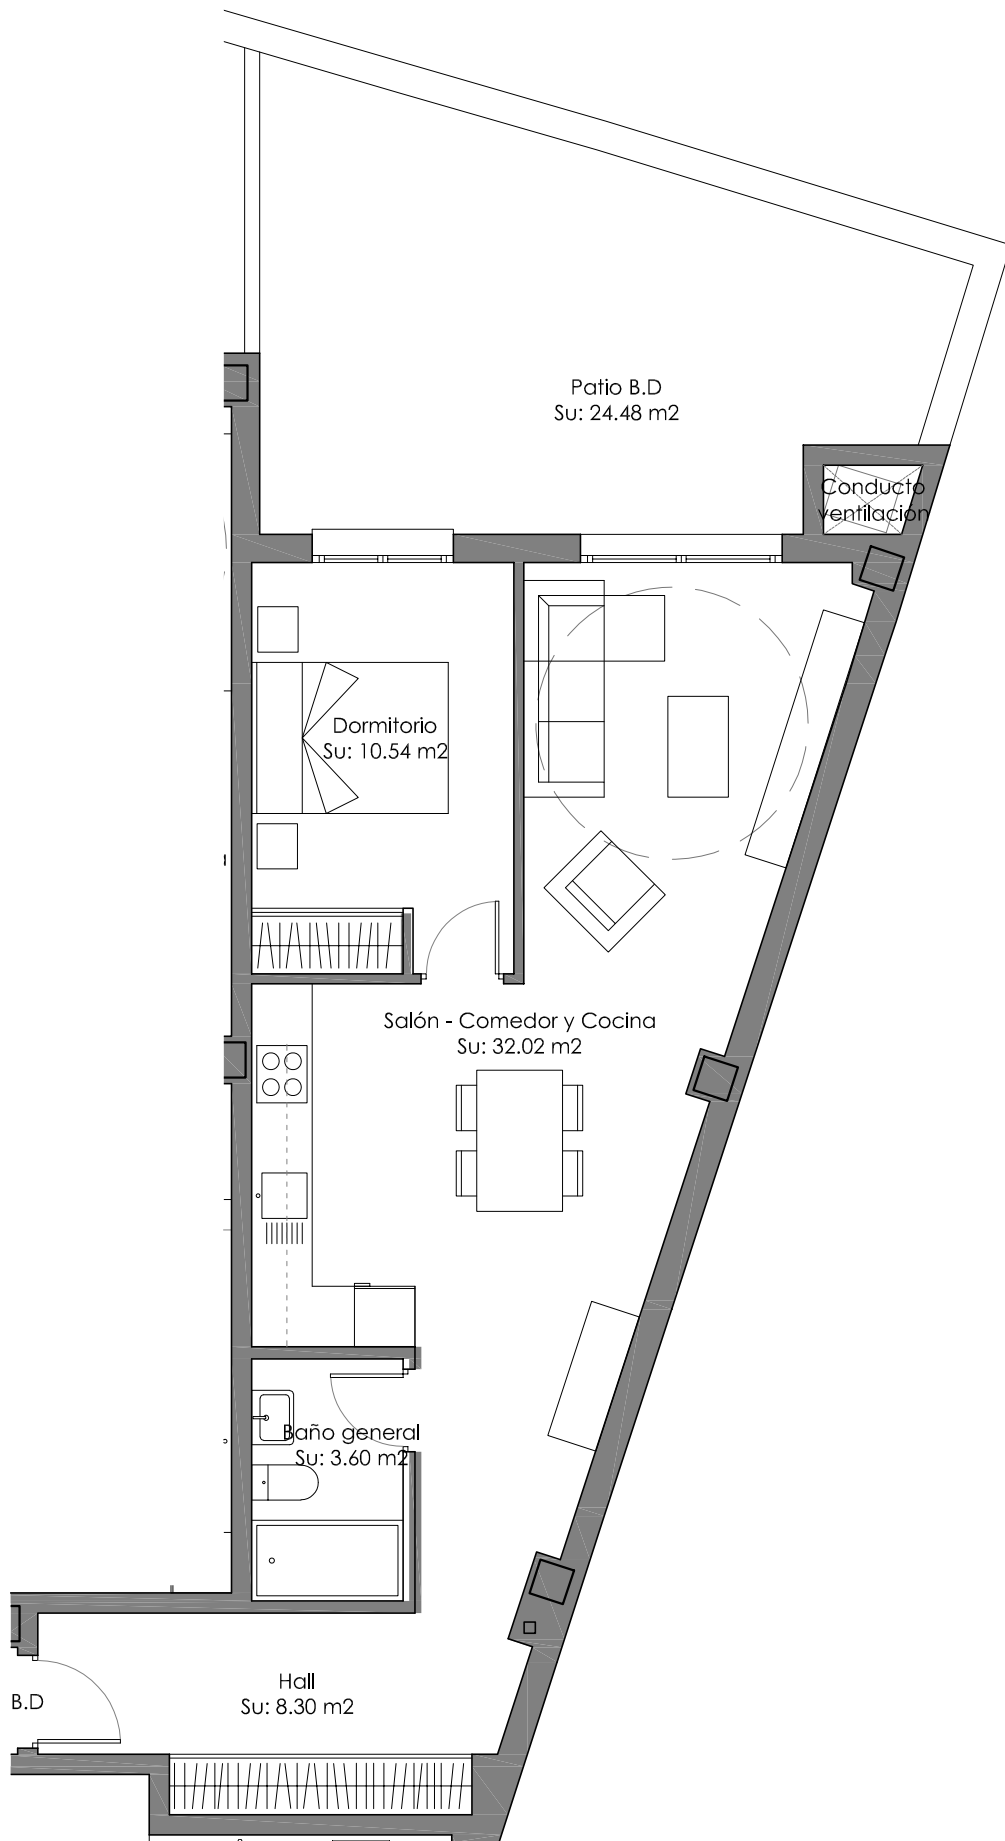 Patio B.D
Su: 24.48 m2
Conducto
ventilación
Dormitorio
Su: 10.54 m2
Salón - Comedor y Cocina
Su: 32.02 m2
Baño general
Su: 3.60 m2
Hall
Su: 8.30 m2
B.D